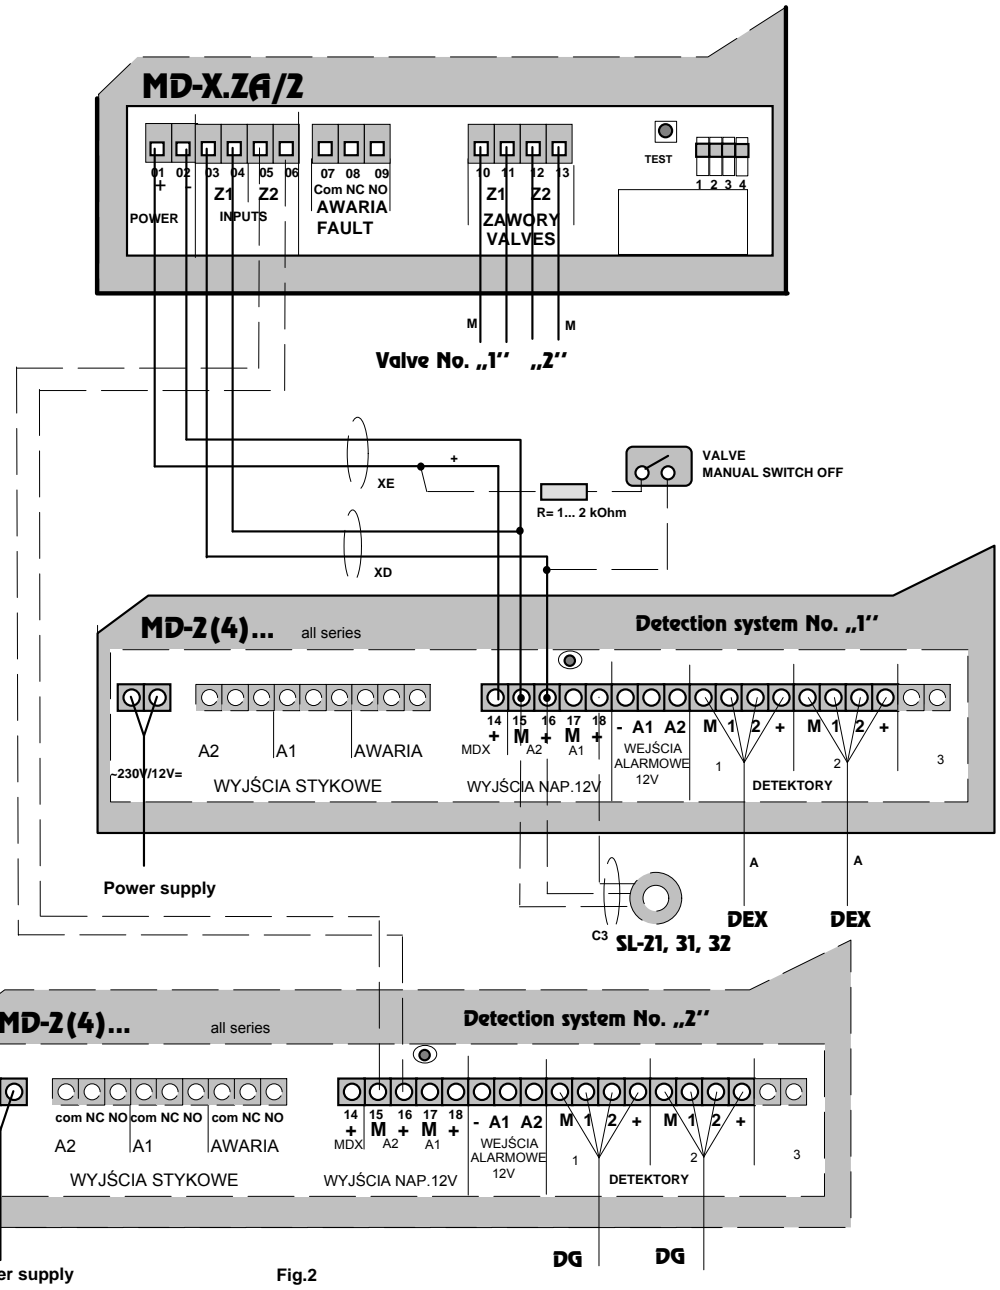 MD-X.ZA/2
TEST
01 02 03 04 05 06 07 08 09 10 11 12 13
1 2 3 4
+ - Z1 Z2 Com NC NO Z1 Z2
POWER INPUTS AWARIA ZAWORY
FAULT VALVES
M M
Valve No. „1’’ „2’’
+
XE
VALVE
MANUAL SWITCH OFF
R= 1... 2 kOhm
XD
MD-2(4)... all series Detection system No. „1’’
14 15 16 17 18
+ M + M + - A1 A2 M 1 2 + M 1 2 +
A2 A1 AWARIA MDX A2 A1 WEJŚCIA
ALARMOWE
12V
1 2 3
~230V/12V=
WYJŚCIA STYKOWE WYJŚCIA NAP.12V DETEKTORY
A A
Power supply
C3 SL-21, 31, 32
DEX DEX
MD-2(4)... all series Detection system No. „2’’
com NC NO com NC NO com NC NO 14 15 16 17 18
+ M + M + - A1 A2 M 1 2 + M 1 2 +
A2 A1 AWARIA MDX A2 A1 WEJŚCIA
ALARMOWE
12V
1 2 3
WYJŚCIA STYKOWE WYJŚCIA NAP.12V DETEKTORY
DG DG
er supply Fig.2